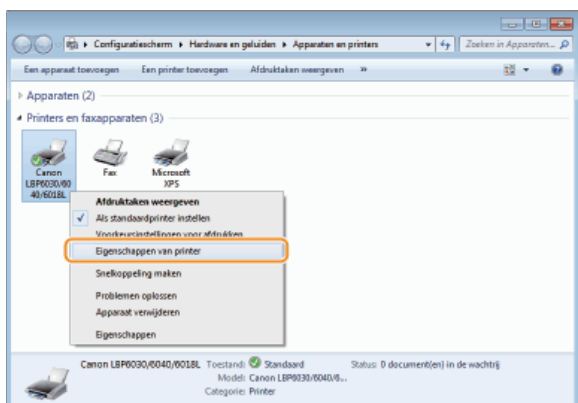 Configuratiescherm ▸ Hardware en geluiden ▸ Apparaten en printers
Zoeken in Apparaten...
Een apparaat toevoegen Een printer toevoegen Afdruktaken weergeven »
Apparaten (2)
Printers en faxapparaten (3)
Canon LBP6030/60 40/6018L
Fax
Microsoft XPS
Afdruktaken weergeven
Als standaardprinter instellen
Voorkeursinstellingen voor afdrukken
Eigenschappen van printer
Snelkoppeling maken
Problemen oplossen
Apparaat verwijderen
Eigenschappen
Canon LBP6030/6040/6018L Toestand: Standaard Status: 0 document(en) in de wachtrij
Model: Canon LBP6030/6040/6...
Categorie: Printer